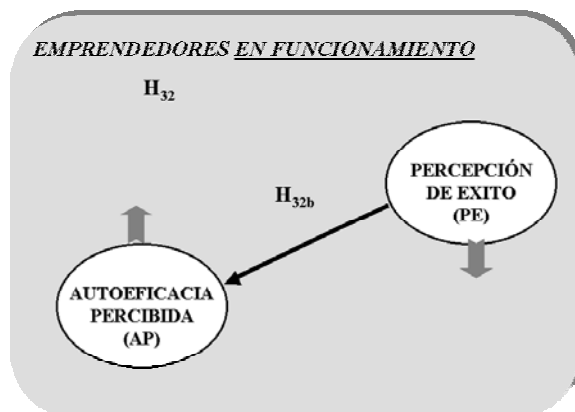 EMPRENDEDORES EN FUNCIONAMIENTO
H32
PERCEPCIÓN
DE EXITO
(PE)
H32b
AUTOEFICACIA
PERCIBIDA
(AP)